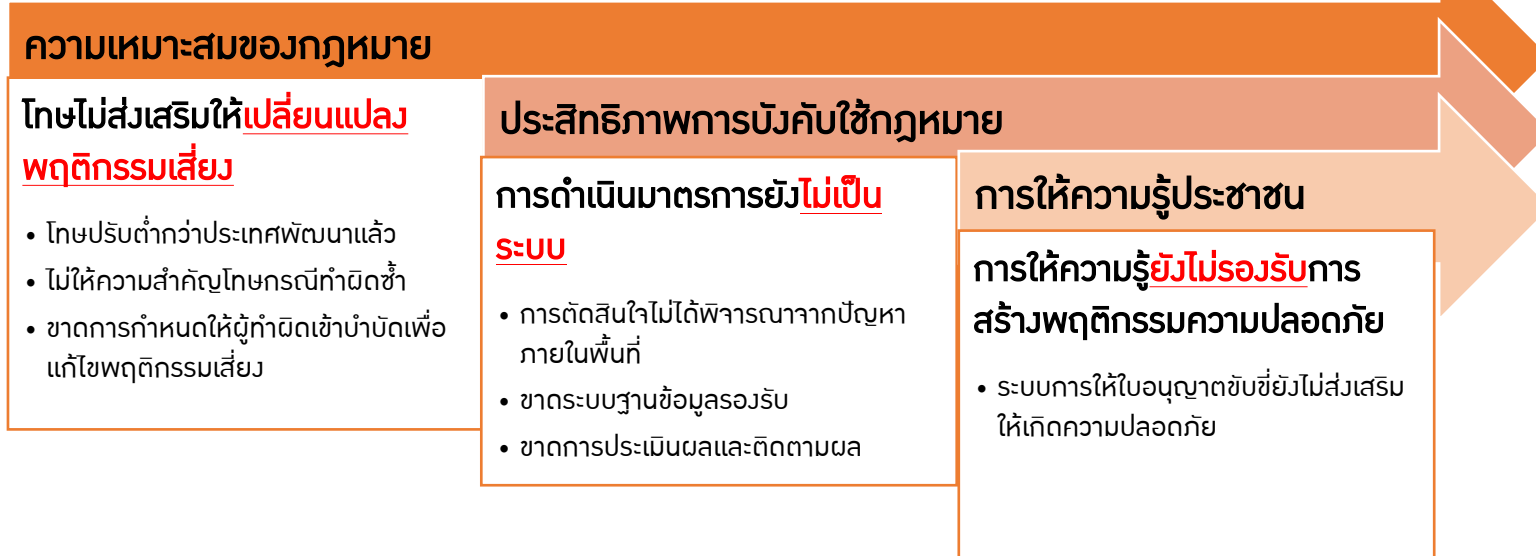 ความเหมาะสมของกฎหมาย
โทษไม่ส่งเสริมให้เปลี่ยนแปลง
พฤติกรรมเสี่ยง
• โทษปรับต่ำกว่าประเทศพัฒนาแล้ว
• ไม่ให้ความสำคัญโทษกรณีทำผิดซ้ำ
• ขาดการกำหนดให้ผู้ทำผิดเข้าบำบัดเพื่อ
แก้ไขพฤติกรรมเสี่ยง
ประสิทธิภาพการบังคับใช้กฎหมาย
การดำเนินมาตรการยังไม่เป็น
ระบบ
• การตัดสินใจไม่ได้พิจารณาจากปัญหา
ภายในพื้นที่
• ขาดระบบฐานข้อมูลรองรับ
• ขาดการประเมินผลและติดตามผล
การให้ความรู้ประชาชน
การให้ความรู้ยังไม่รองรับการ
สร้างพฤติกรรมความปลอดภัย
• ระบบการให้ใบอนุญาตขับขี่ยังไม่ส่งเสริม
ให้เกิดความปลอดภัย